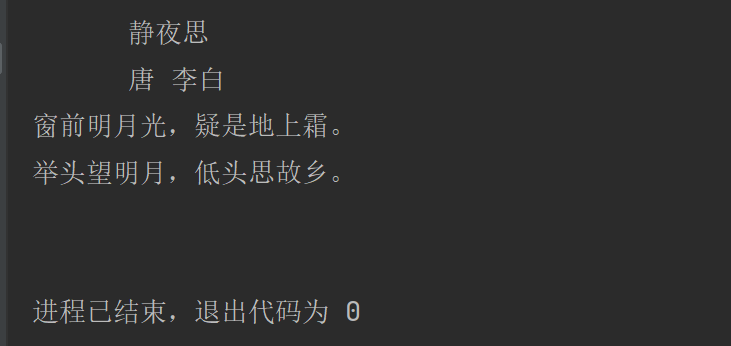 静夜思
唐 李白
窗前明月光，疑是地上霜。
举头望明月，低头思故乡。
进程已结束，退出代码为 0